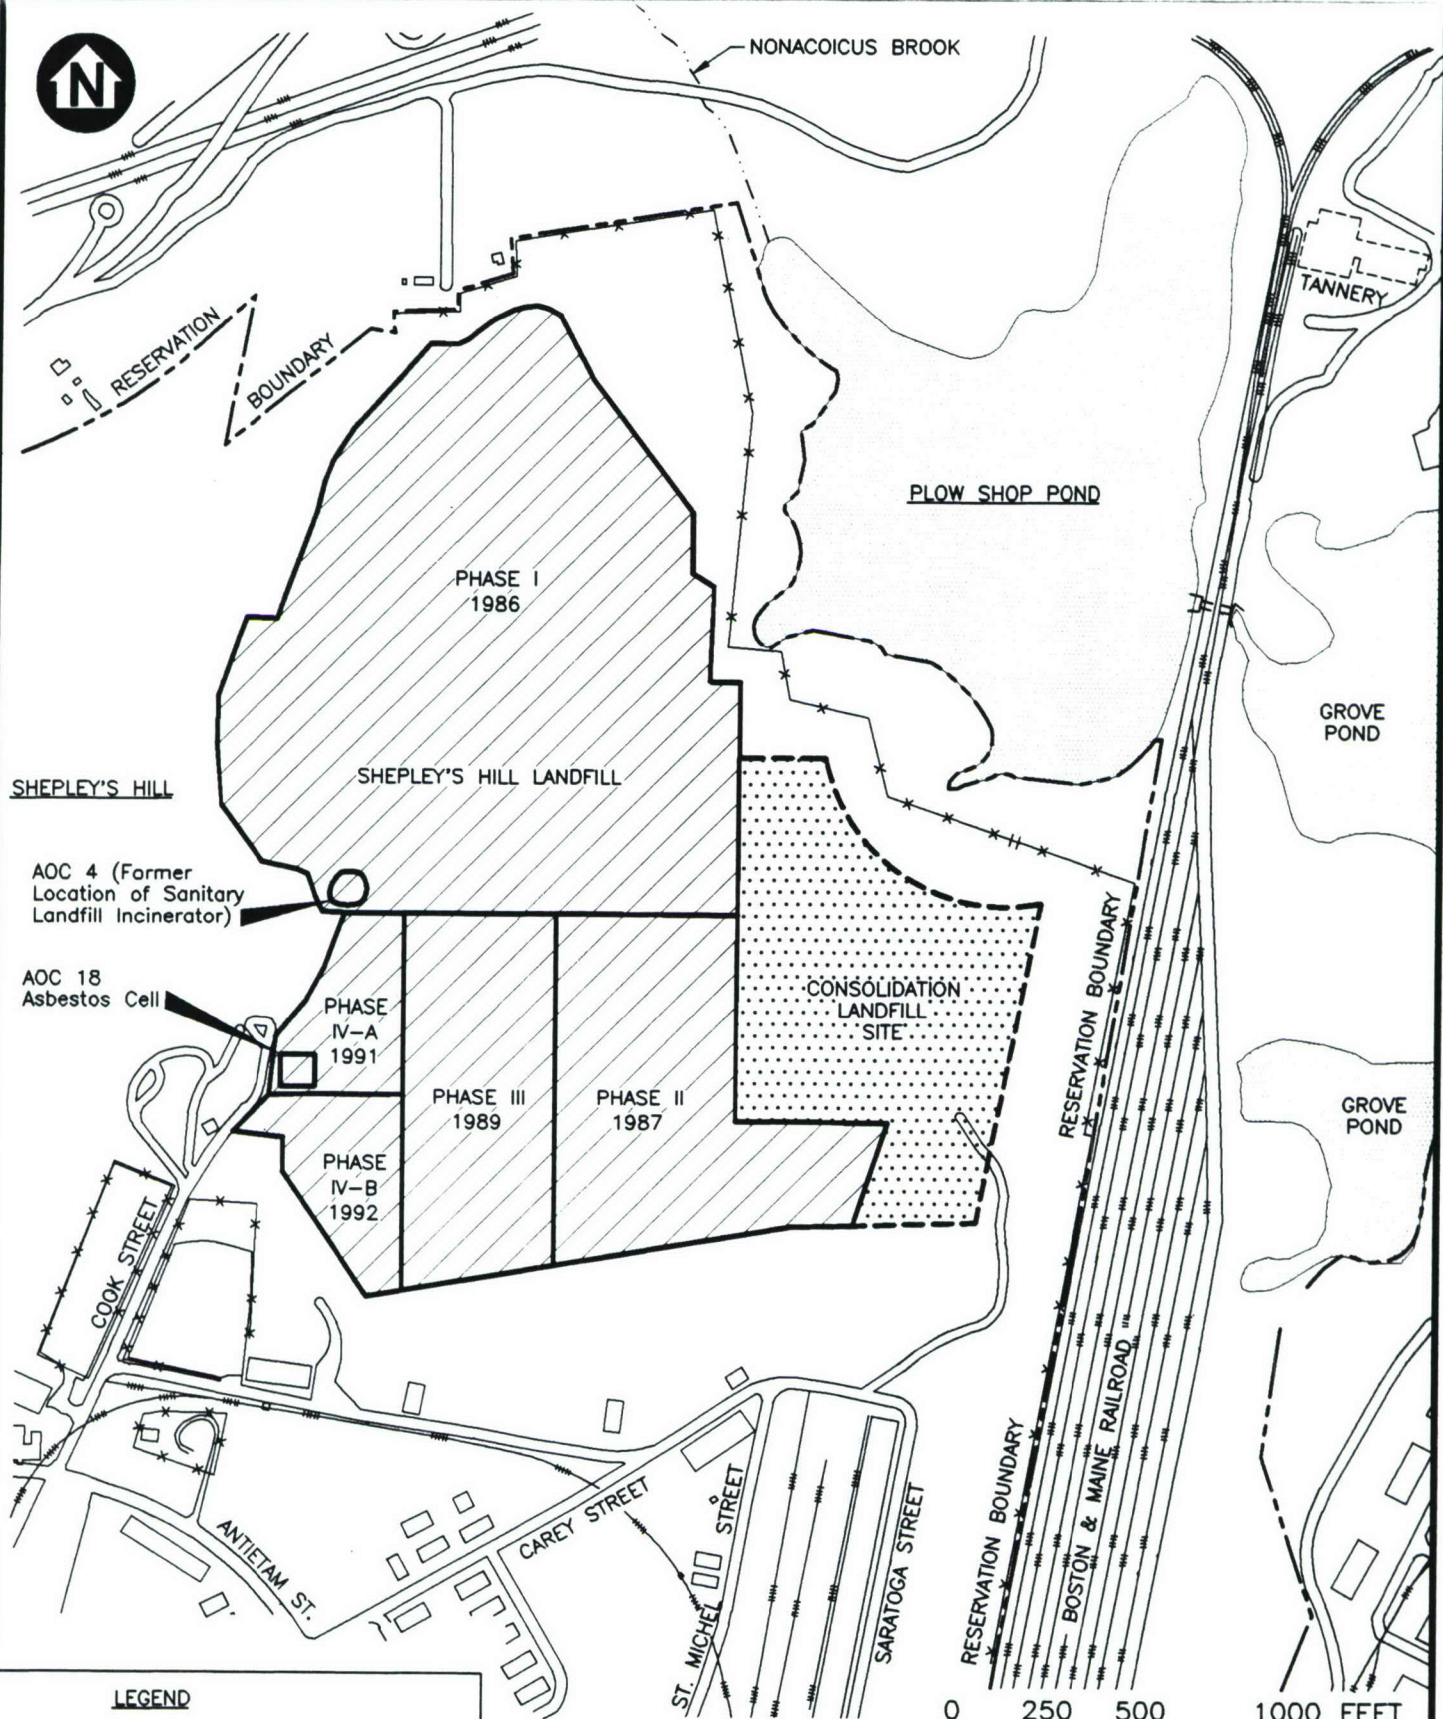 NONACOICUS BROOK
N
TANNERY
RESERVATION
BOUNDARY
PLOW SHOP POND
PHASE I
1986
GROVE
POND
SHEPLEY'S HILL LANDFILL
SHEPLEY'S HILL
AOC 4 (Former
Location of Sanitary
Landfill Incinerator)
RESERVATION BOUNDARY
AOC 18
Asbestos Cell
CONSOLIDATION
LANDFILL
SITE
PHASE
IV-A
1991
PHASE III
1989
PHASE II
1987
GROVE
POND
PHASE
IV-B
1992
COOK STREET
BOSTON & MAINE RAILROAD
RESERVATION BOUNDARY
CAREY STREET
ANTIETAM ST.
ST. MICHEL STREET
SARATOGA STREET
LEGEND
0 250 500 1000 FEET